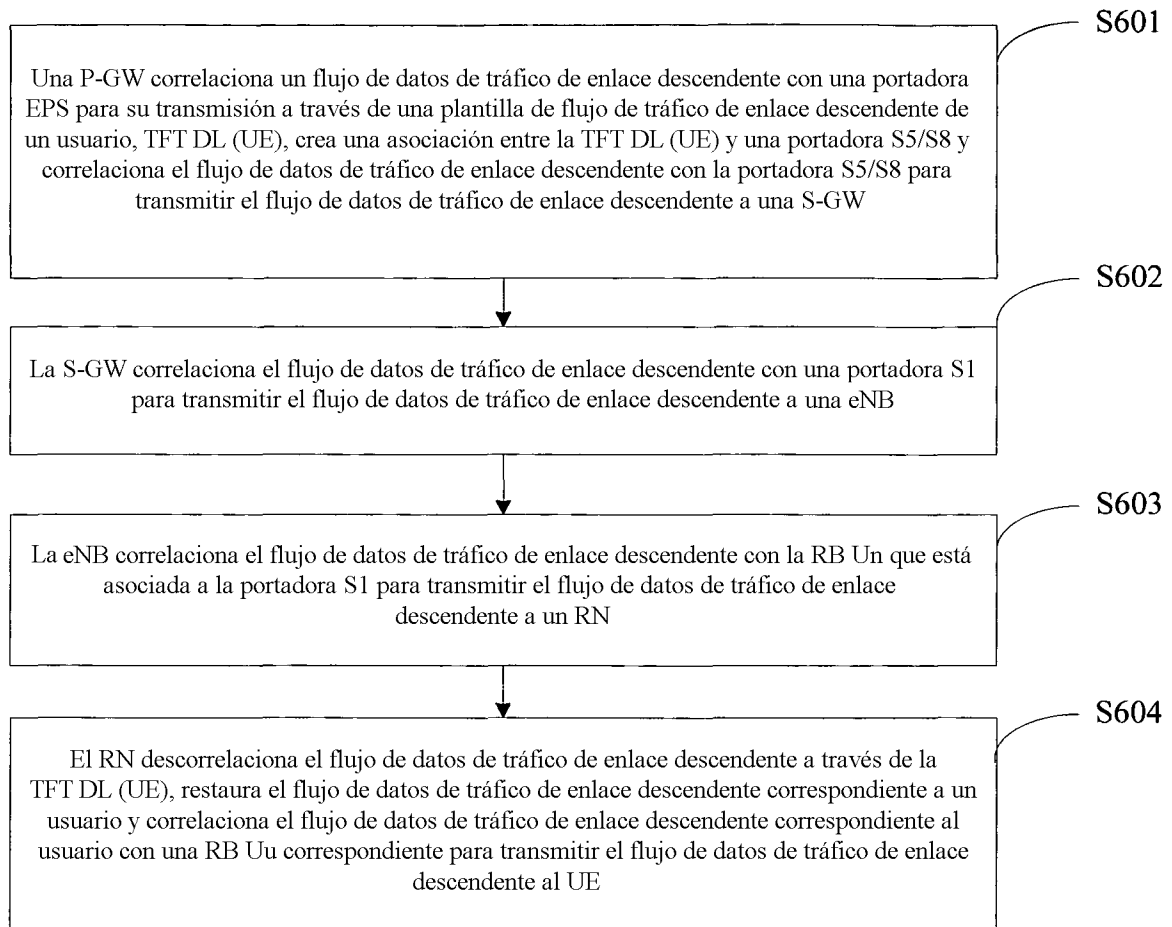 S601
Una P-GW correlaciona un flujo de datos de tráfico de enlace descendente con una portadora
EPS para su transmisión a través de una plantilla de flujo de tráfico de enlace descendente de
un usuario, TFT DL (UE), crea una asociación entre la TFT DL (UE) y una portadora S5/S8 y
correlaciona el flujo de datos de tráfico de enlace descendente con la portadora S5/S8 para
transmitir el flujo de datos de tráfico de enlace descendente a una S-GW
S602
La S-GW correlaciona el flujo de datos de tráfico de enlace descendente con una portadora S1
para transmitir el flujo de datos de tráfico de enlace descendente a una eNB
S603
La eNB correlaciona el flujo de datos de tráfico de enlace descendente con la RB Un que está
asociada a la portadora S1 para transmitir el flujo de datos de tráfico de enlace
descendente a un RN
S604
El RN descorrelaciona el flujo de datos de tráfico de enlace descendente a través de la
TFT DL (UE), restaura el flujo de datos de tráfico de enlace descendente correspondiente a un
usuario y correlaciona el flujo de datos de tráfico de enlace descendente correspondiente al
usuario con una RB Uu correspondiente para transmitir el flujo de datos de tráfico de enlace
descendente al UE